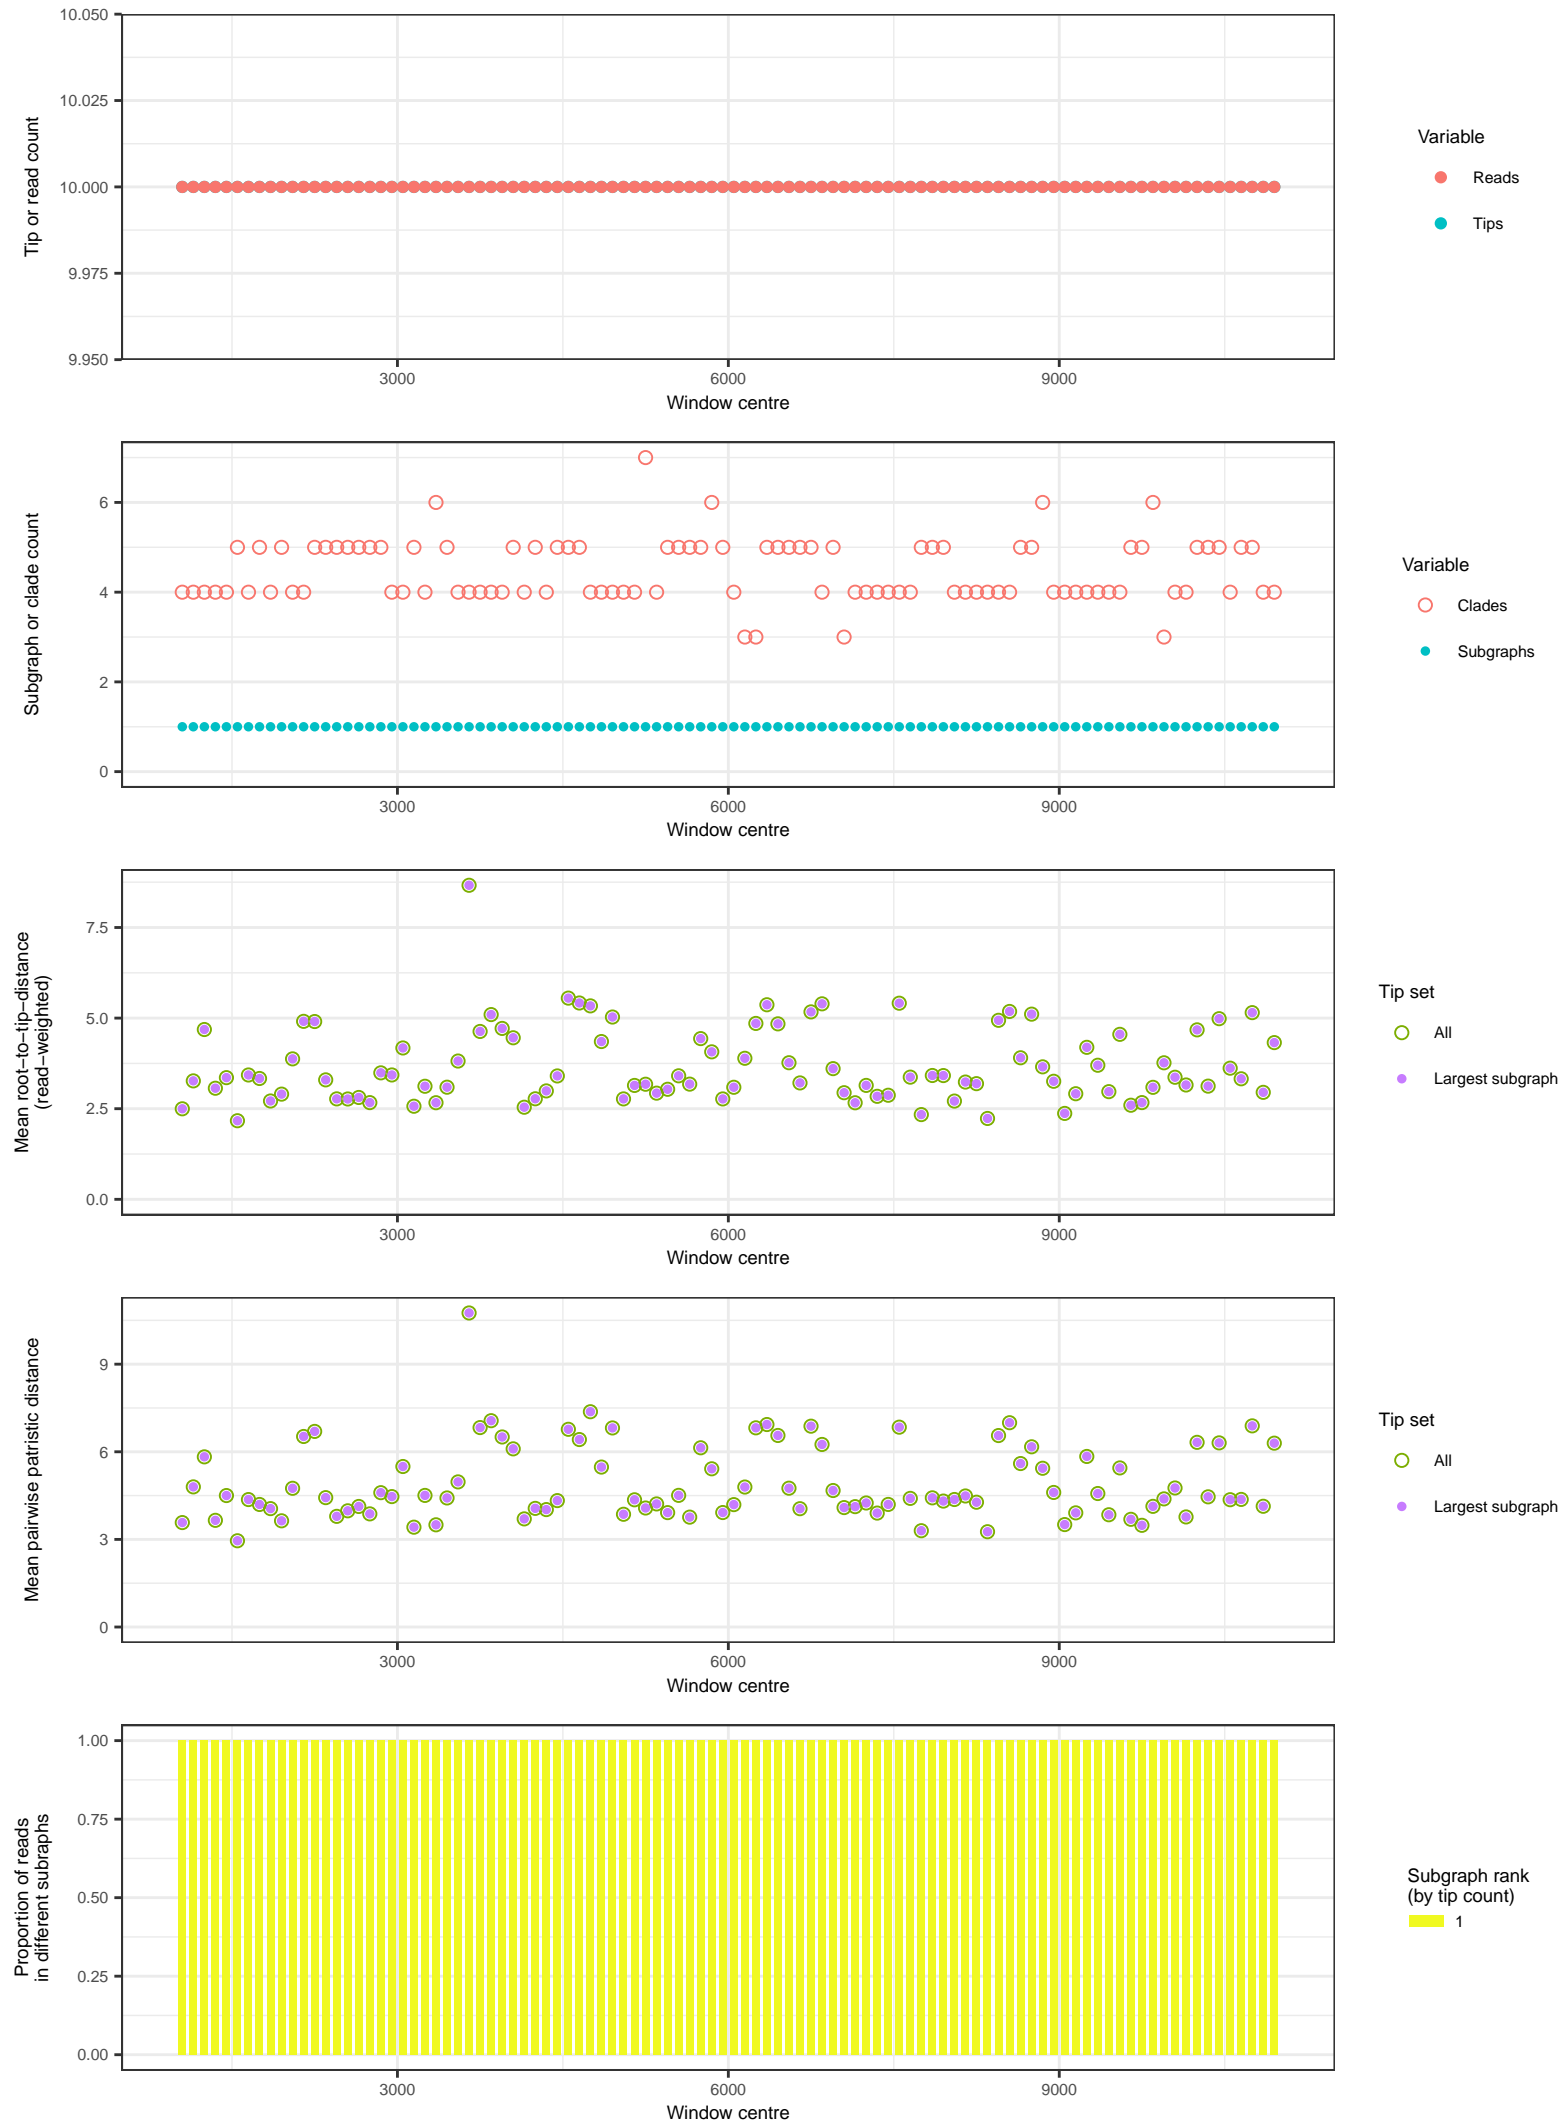 10.050
10.025
10.000
9.975
9.950
Tip or read count
3000
6000
9000
Window centre
Variable
Reads
Tips
6
4
2
0
Subgraph or clade count
3000
6000
9000
Window centre
Variable
Clades
Subgraphs
7.5
5.0
2.5
0.0
Mean root−to−tip−distance
(read−weighted)
3000
6000
9000
Window centre
Tip set
All
Largest subgraph
9
6
3
0
Mean pairwise patristic distance
3000
6000
9000
Window centre
Tip set
All
Largest subgraph
1.00
0.75
0.50
0.25
0.00
Proportion of reads
in different subraphs
3000
6000
9000
Window centre
Subgraph rank
(by tip count)
1